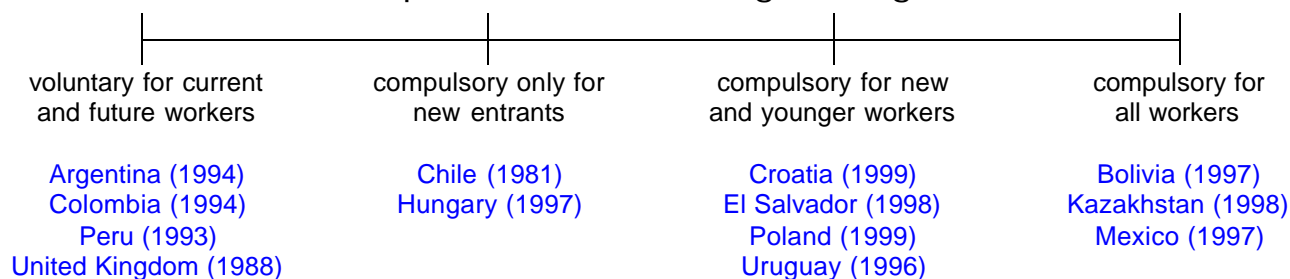 voluntary for current
and future workers
compulsory only for
new entrants
compulsory for new
and younger workers
compulsory for
all workers
Argentina (1994)
Colombia (1994)
Peru (1993)
United Kingdom (1988)
Chile (1981)
Hungary (1997)
Croatia (1999)
El Salvador (1998)
Poland (1999)
Uruguay (1996)
Bolivia (1997)
Kazakhstan (1998)
Mexico (1997)